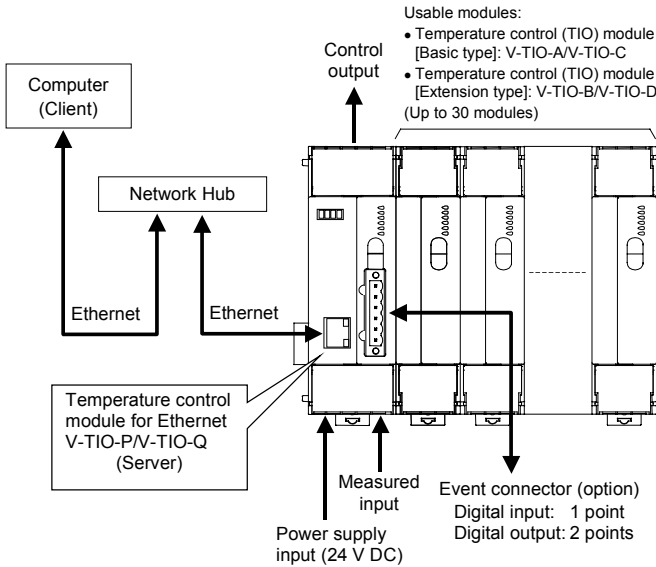 Usable modules:
• Temperature control (TIO) module
[Basic type]: V-TIO-A/V-TIO-C
• Temperature control (TIO) module
[Extension type]: V-TIO-B/V-TIO-D
(Up to 30 modules)
Control
output
Computer
(Client)
Network Hub
Ethernet
Ethernet
Temperature control
module for Ethernet
V-TIO-P/V-TIO-Q
(Server)
Measured
input
Power supply
input (24 V DC)
Event connector (option)
Digital input: 1 point
Digital output: 2 points